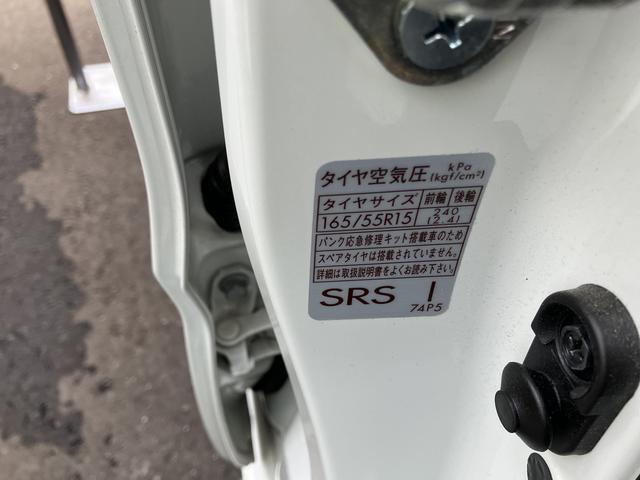 タイヤ空気圧 kPa (kgf/cm²)
タイヤサイズ 前輪 後輪
165/55R15 240 (2.4)
パンク応急修理キット搭載車のため
スペアタイヤは搭載されていません。
詳細は取扱説明書をよくお読み下さい。
SRS I
74P5